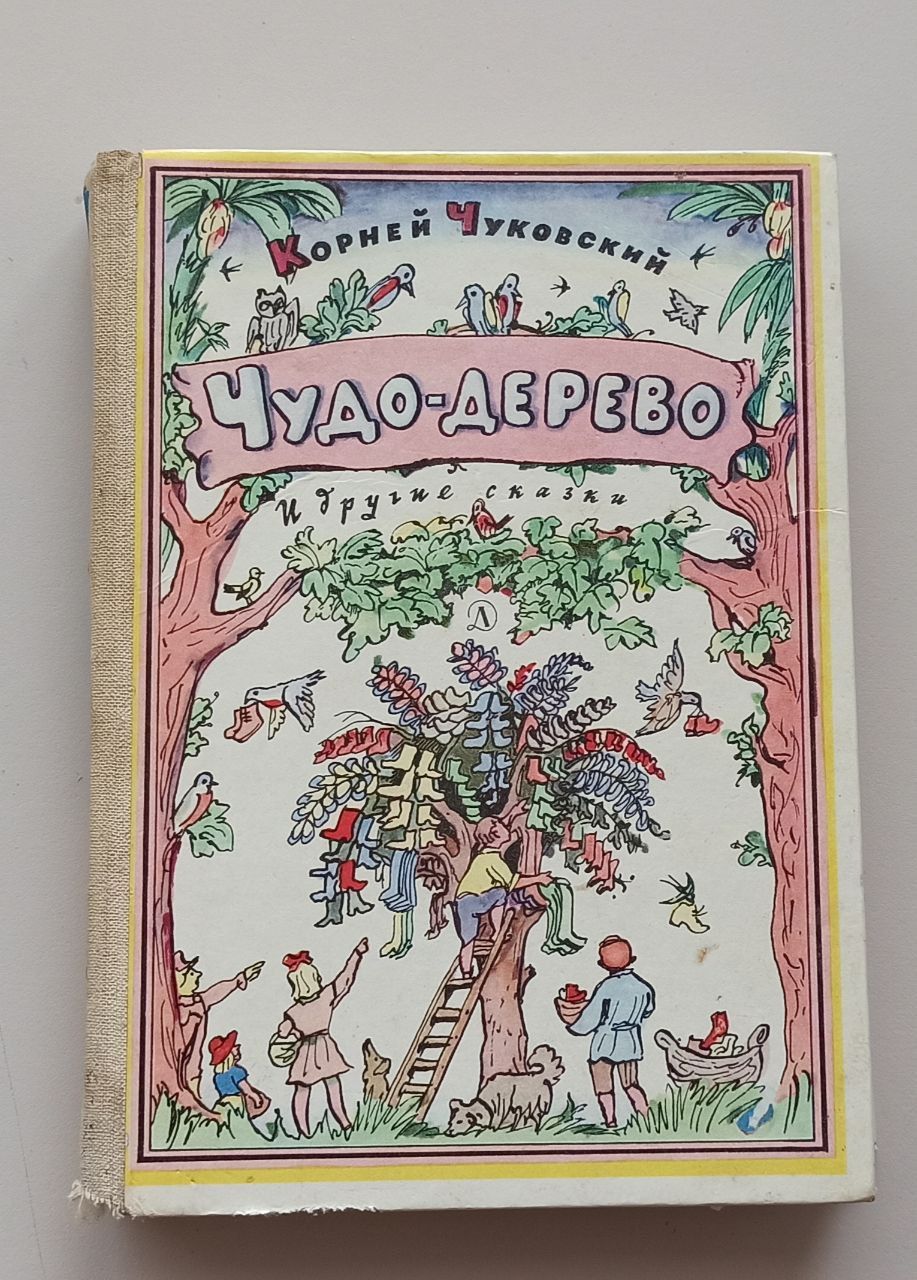 Корней Чуковский
Чудо-дерево
И другие сказки
Д